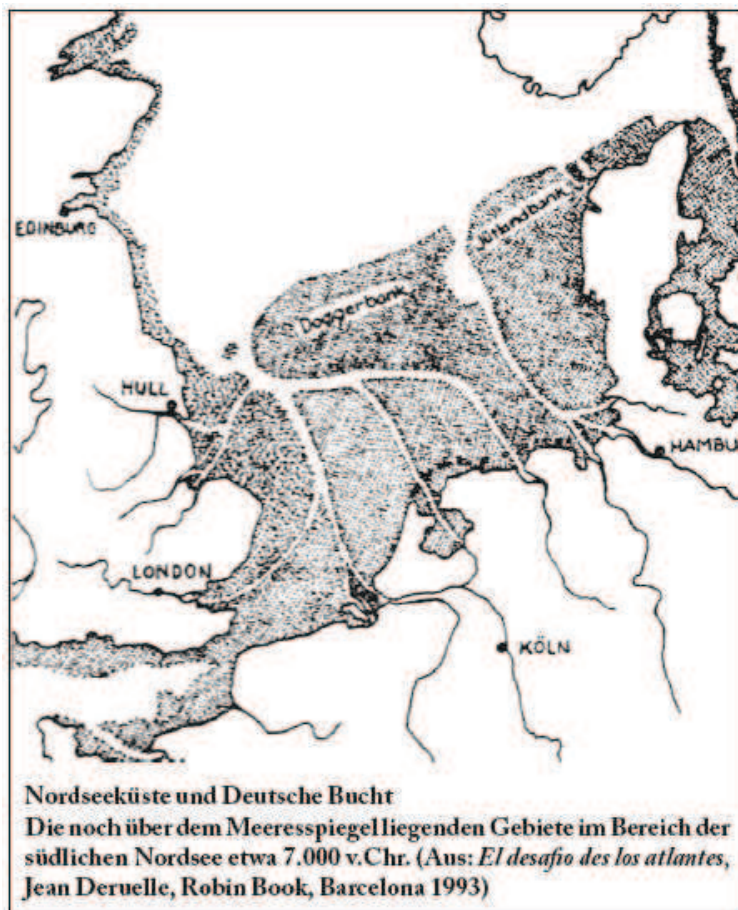 Jütlandbank
EDINBURG
Doggerbank
HULL
HAMBU
LONDON
KÖLN
Nordseeküste und Deutsche Bucht
Die noch über dem Meeresspiegel liegenden Gebiete im Bereich der
südlichen Nordsee etwa 7.000 v.Chr. (Aus: El desafio des los atlantes,
Jean Deruelle, Robin Book, Barcelona 1993)